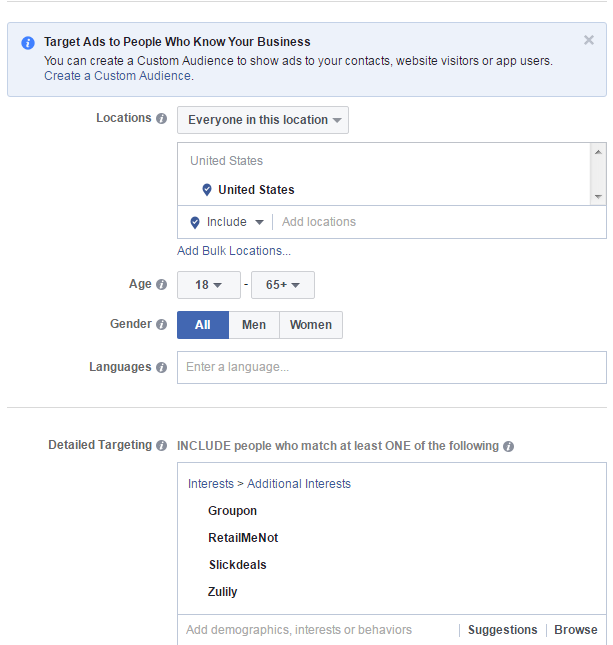 Target Ads to People Who Know Your Business
You can create a Custom Audience to show ads to your contacts, website visitors or app users.
Create a Custom Audience.
Locations
Everyone in this location
United States
United States
Include
Add locations
Add Bulk Locations...
Age 18 - 65+
Gender All Men Women
Languages Enter a language...
Detailed Targeting INCLUDE people who match at least ONE of the following
Interests > Additional Interests
Groupon
RetailMeNot
Slickdeals
Zulily
Add demographics, interests or behaviors Suggestions Browse